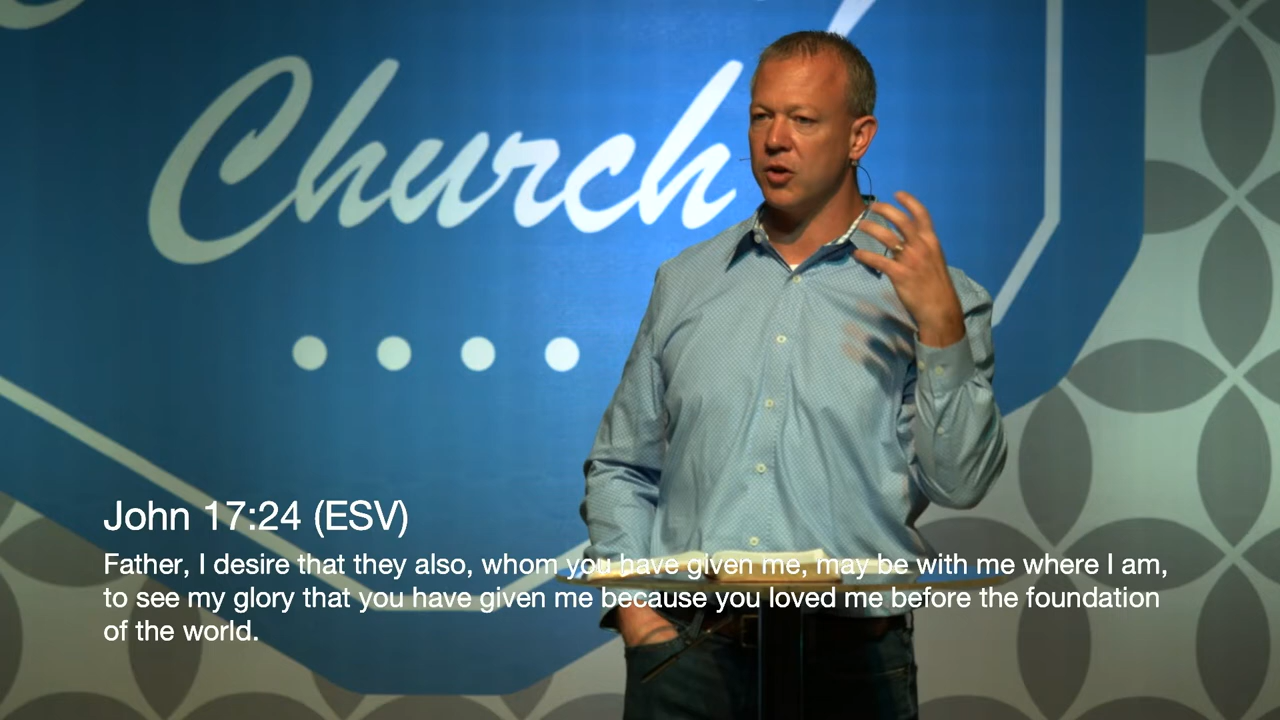 Church
John 17:24 (ESV)
Father, I desire that they also, whom you have given me, may be with me where I am,
to see my glory that you have given me because you loved me before the foundation
of the world.